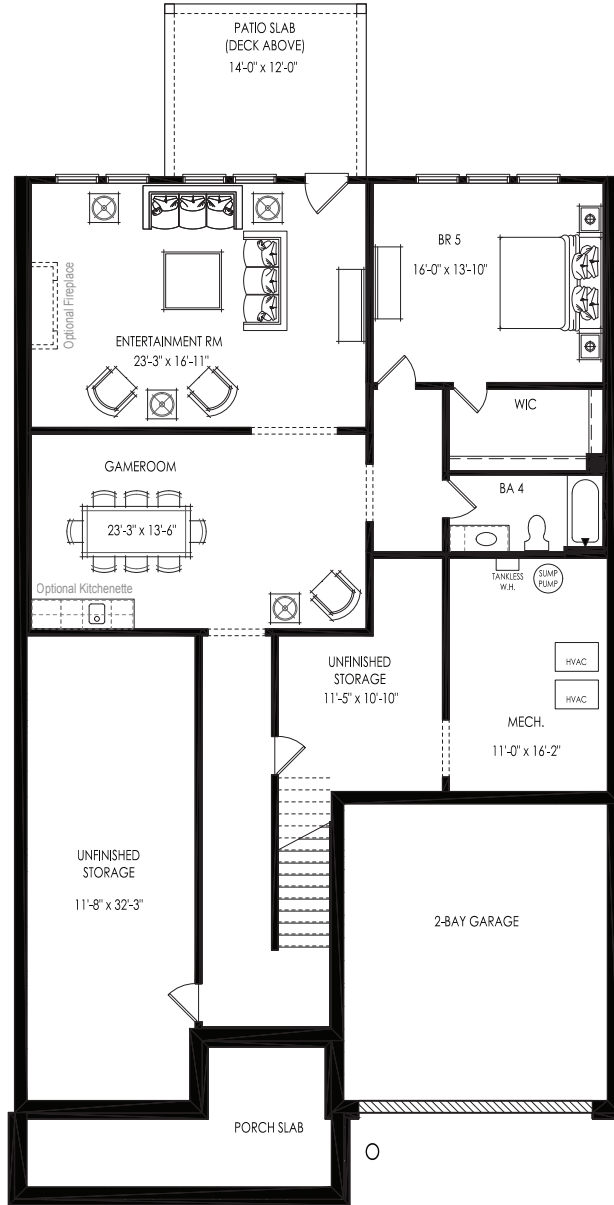 PATIO SLAB
(DECK ABOVE)
14'-0" x 12'-0"
BR 5
16'-0" x 13'-10"
Optional Fireplace
ENTERTAINMENT RM
23'-3" x 16'-11"
WIC
GAMEROOM
23'-3" x 13'-6"
BA 4
Optional Kitchenette
TANKLESS
W.H.
SUMP
PUMP
UNFINISHED
STORAGE
11'-5" x 10'-10"
HVAC
HVAC
MECH.
11'-0" x 16'-2"
UNFINISHED
STORAGE
11'-8" x 32'-3"
2-BAY GARAGE
PORCH SLAB